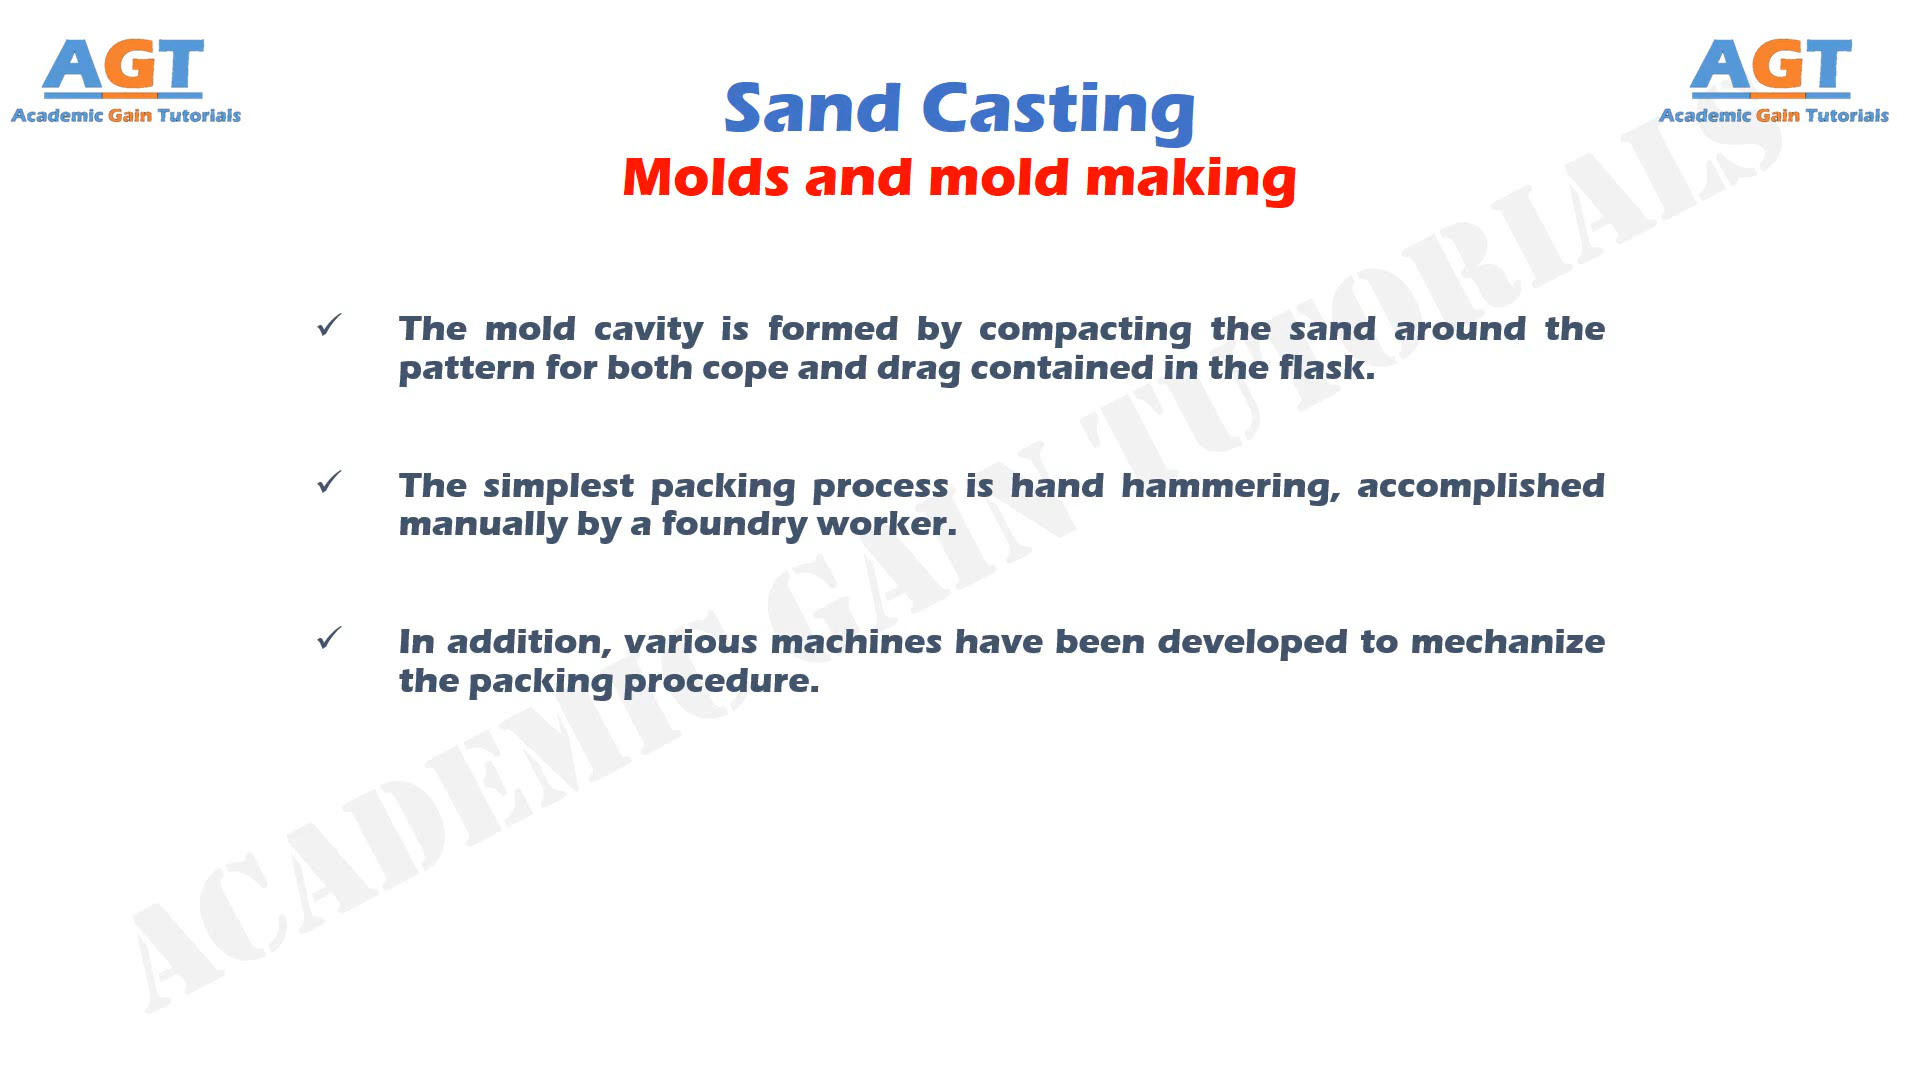 AGT
Academic Gain Tutorials
AGT
Academic Gain Tutorials
Sand Casting
Molds and mold making
✓ The mold cavity is formed by compacting the sand around the
pattern for both cope and drag contained in the flask.
✓ The simplest packing process is hand hammering, accomplished
manually by a foundry worker.
✓ In addition, various machines have been developed to mechanize
the packing procedure.
ACADEMIC GAIN TUTORIALS